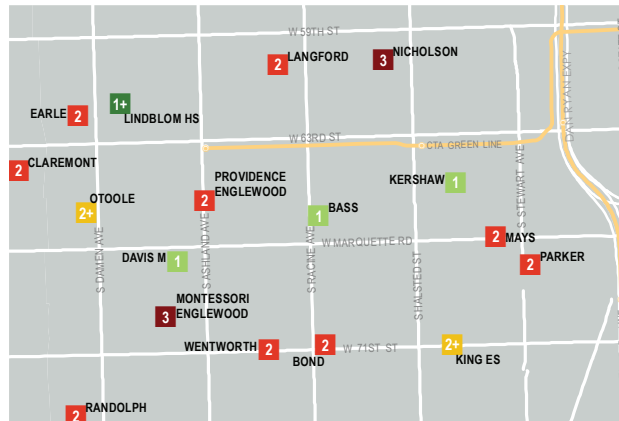 W 59TH ST
2
LANGFORD
3
NICHOLSON
DAN RYAN EXPY
EARLE
2
1+
LINDBLOM HS
W 63RD ST
CTA GREEN LINE
2
CLAREMONT
OTOOLE
2+
PROVIDENCE
ENGLEWOOD
2
KERSHAW
1
S STEWART AVE
1
BASS
S DAMEN AVE
S ASHLAND AVE
S RACINE AVE
S HALSTED ST
W MARQUETTE RD
2
MAYS
2
PARKER
DAVIS M
1
3
MONTESSORI
ENGLEWOOD
WENTWORTH
2
2
BOND
W 71ST ST
2+
KING ES
2
RANDOLPH